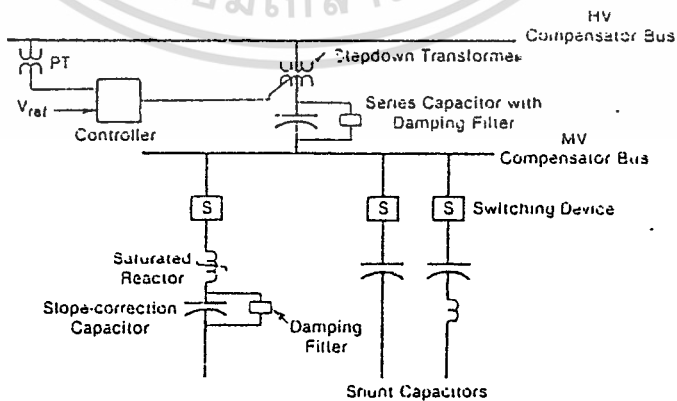 HV
Compensator Bus
PT
Stepdown Transformer
Vref
Controller
Series Capacitor with
Damping Filter
MV
Compensator Bus
S
S
S
Switching Device
Saturated
Reactor
Slope-correction
Capacitor
Damping
Filter
Shunt Capacitors